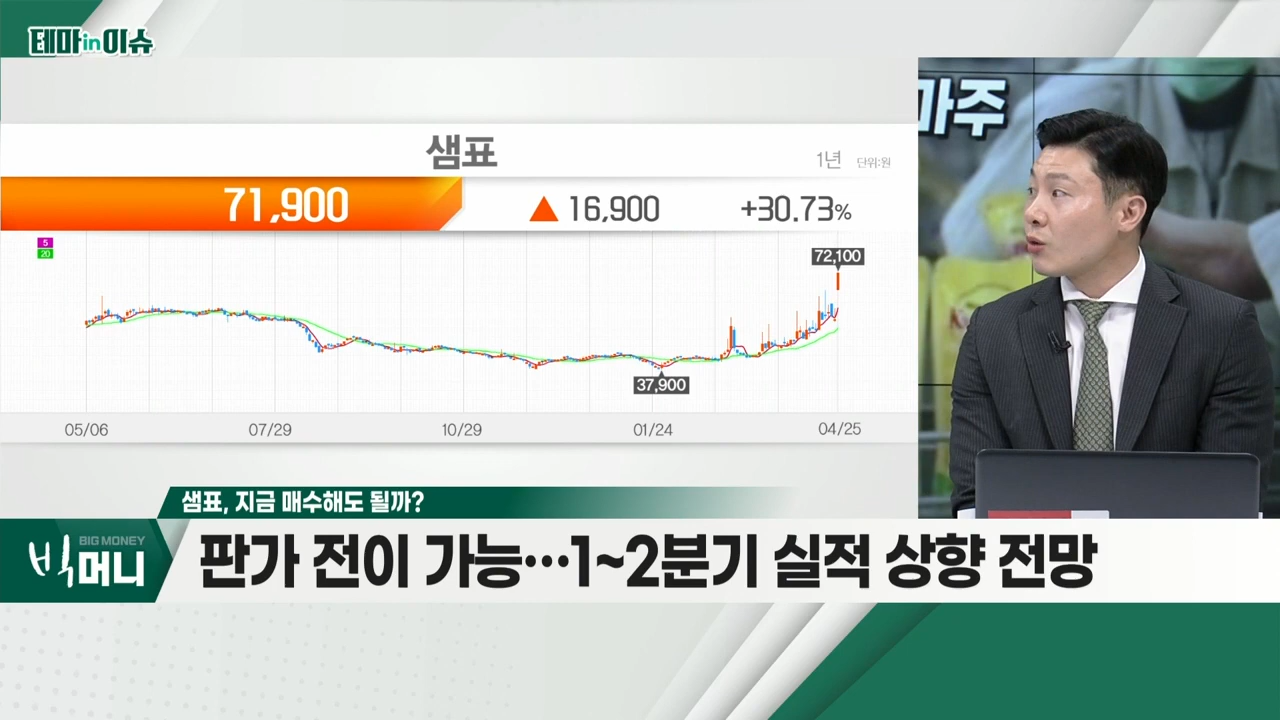 테마in이슈
마주
샘표
1년 단위:원
71,900 ▲ 16,900 +30.73%
5
20
72,100
37,900
05/06 07/29 10/29 01/24 04/25
샘표, 지금 매수해도 될까?
BIG MONEY
빅머니
판가 전이 가능…1~2분기 실적 상향 전망